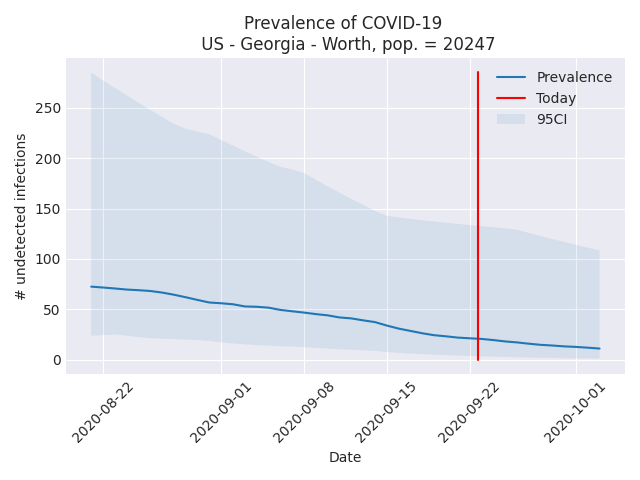 Prevalence of COVID-19
US - Georgia - Worth, pop. = 20247
Prevalence
Today
95CI
250
200
150
100
50
0
# undetected infections
2020-08-22
2020-09-01
2020-09-08
2020-09-15
2020-09-22
2020-10-01
Date